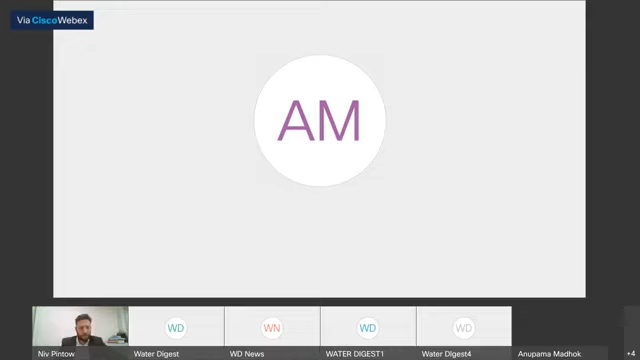 Via CiscoWebex
AM
WD
WN
WD
WD
Niv Pintow
Water Digest
WD News
WATER DIGEST1
Water DIgest4
Anupama Madhok
+4